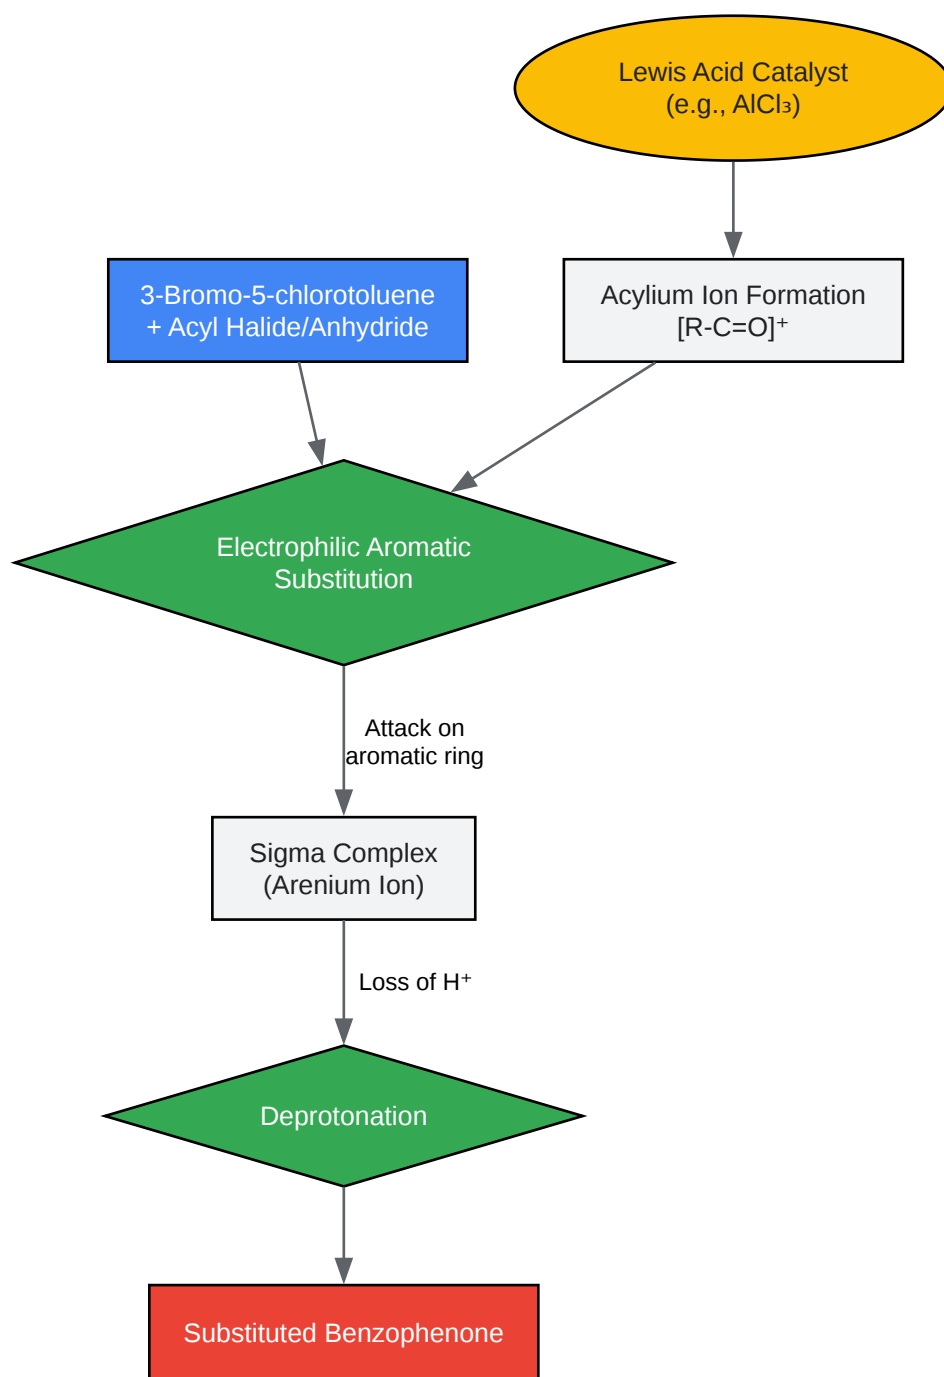 Lewis Acid Catalyst
(e.g., AlCl₃)
3-Bromo-5-chlorotoluene
+ Acyl Halide/Anhydride
Acylium Ion Formation
[R-C=O]⁺
Electrophilic Aromatic
Substitution
Attack on
aromatic ring
Sigma Complex
(Arenium Ion)
Loss of H⁺
Deprotonation
Substituted Benzophenone